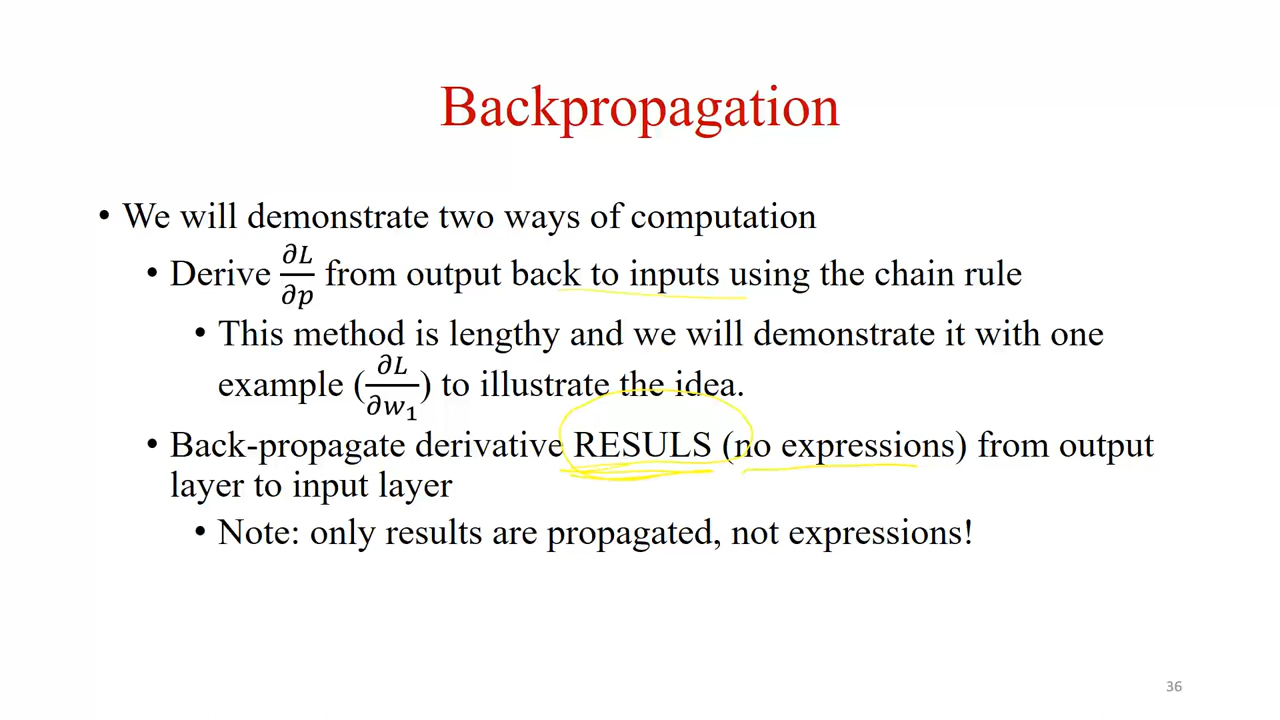 Backpropagation
• We will demonstrate two ways of computation
• Derive ∂L/∂p from output back to inputs using the chain rule
• This method is lengthy and we will demonstrate it with one
example (∂L/∂w₁) to illustrate the idea.
• Back-propagate derivative RESULS (no expressions) from output
layer to input layer
• Note: only results are propagated, not expressions!
36